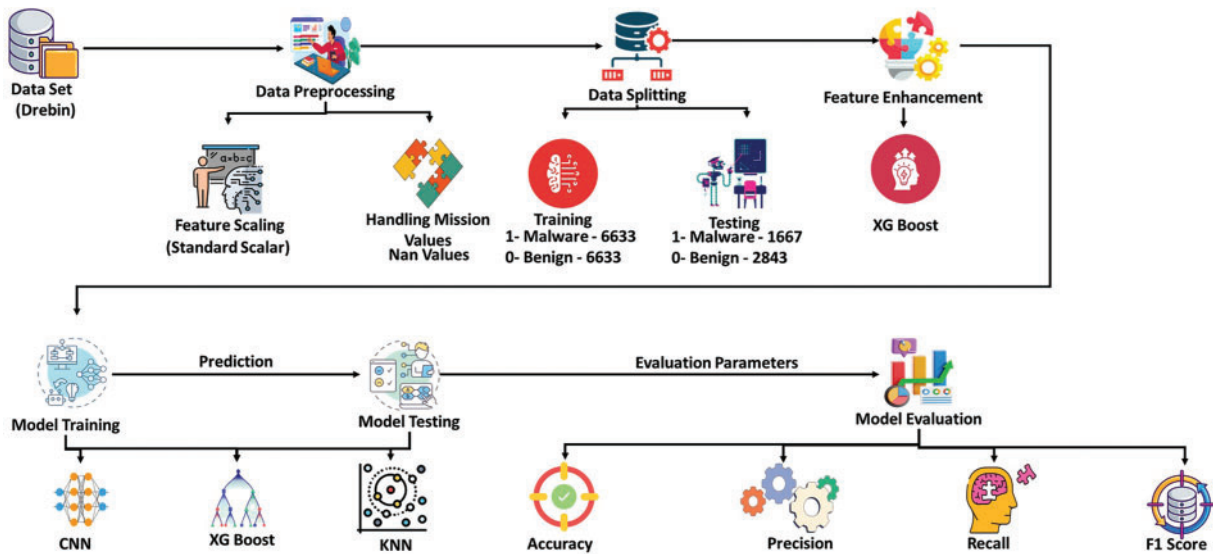 Data Set
(Drebin)
Data Preprocessing
Data Splitting
Feature Enhancement
a×b=c
Feature Scaling
(Standard Scalar)
Handling Mission
Values
Nan Values
Training
1- Malware - 6633
0- Benign - 6633
Testing
1- Malware - 1667
0- Benign - 2843
XG Boost
Prediction
Evaluation Parameters
Model Training
Model Testing
Model Evaluation
CNN
XG Boost
KNN
Accuracy
Precision
Recall
F1 Score